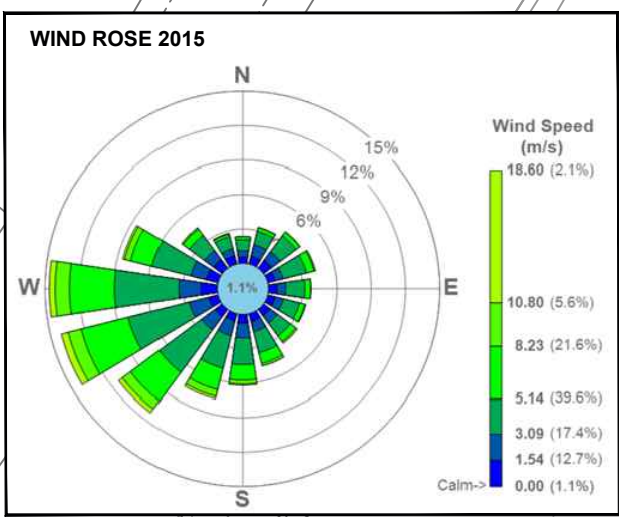 WIND ROSE 2015
N
15%
12%
9%
6%
W
1.1%
E
S
Wind Speed
(m/s)
18.60 (2.1%)
10.80 (5.6%)
8.23 (21.6%)
5.14 (39.6%)
3.09 (17.4%)
1.54 (12.7%)
Calm-> 0.00 (1.1%)